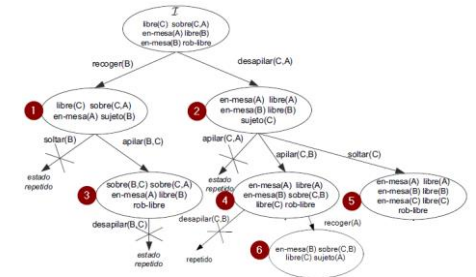 I
libre(C) sobre(C,A)
en-mesa(A) libre(B)
en-mesa(B) rob-libre
recoger(B)
desapilar(C,A)
1
libre(C) sobre(C,A)
en-mesa(A) sujeto(B)
2
en-mesa(A) libre(A)
en-mesa(B) libre(B)
sujeto(C)
soltar(B)
apilar(B,C)
apilar(C,A)
apilar(C,B)
soltar(C)
estado
repetido
3
sobre(B,C) sobre(C,A)
en-mesa(A) libre(B)
rob-libre
estado
repetido
4
en-mesa(A) libre(A)
en-mesa(B) sobre(C,B)
libre(C) rob-libre
5
en-mesa(A) libre(A)
en-mesa(B) libre(B)
en-mesa(C) libre(C)
rob-libre
desapilar(B,C)
desapilar(C,B)
recoger(A)
estado
repetido
repetido
6
en-mesa(B) sobre(C,B)
libre(C) sujeto(A)